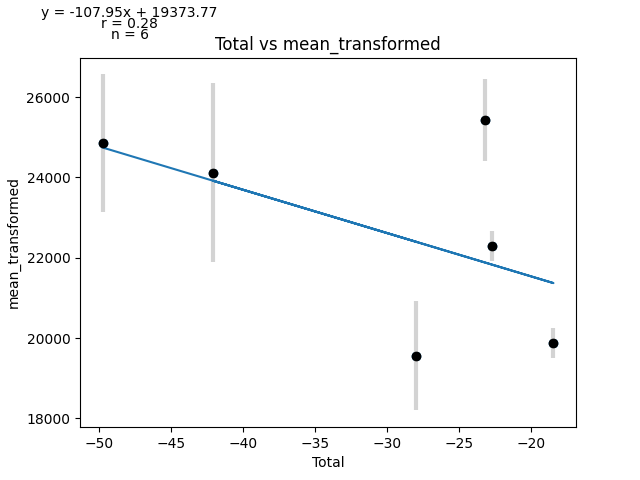 y = -107.95x + 19373.77
r = 0.28
n = 6
Total vs mean_transformed
26000
24000
22000
20000
18000
mean_transformed
−50
−45
−40
−35
−30
−25
−20
Total